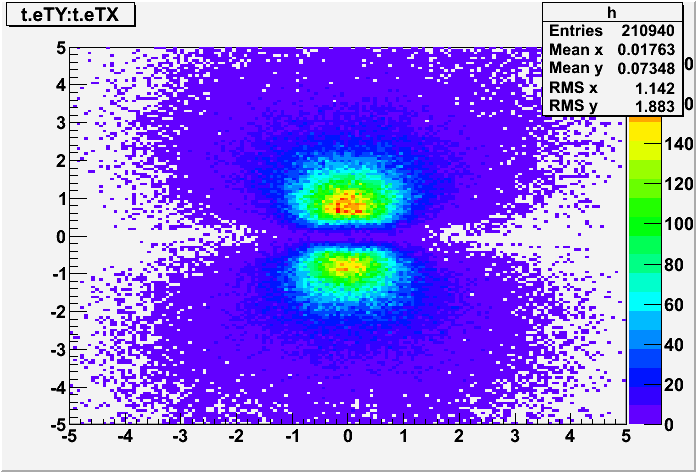 t.eTY:t.eTX
h
Entries 210940
Mean x 0.01763
Mean y 0.07348
RMS x 1.142
RMS y 1.883
5
4
3
2
1
0
-1
-2
-3
-4
-5
-5 -4 -3 -2 -1 0 1 2 3 4 5
0
0
140
120
100
80
60
40
20
0